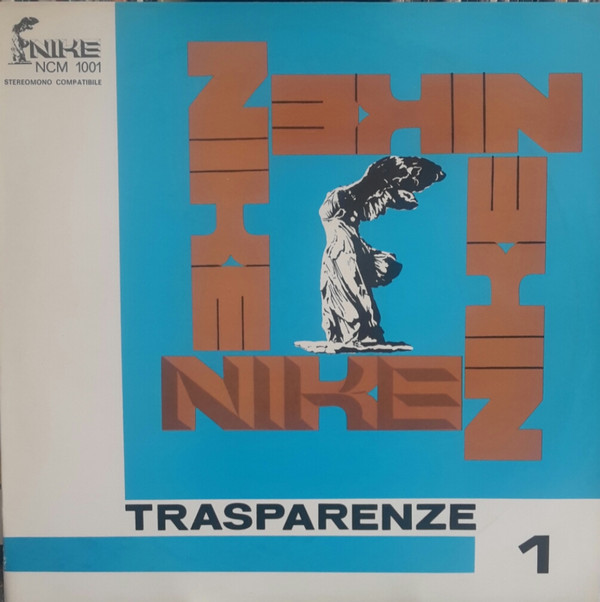 NIKE
NCM 1001
STEREOMONO COMPATIBILE
NIKE
NIKE
NIKE
NIKE
TRASPARENZE
1